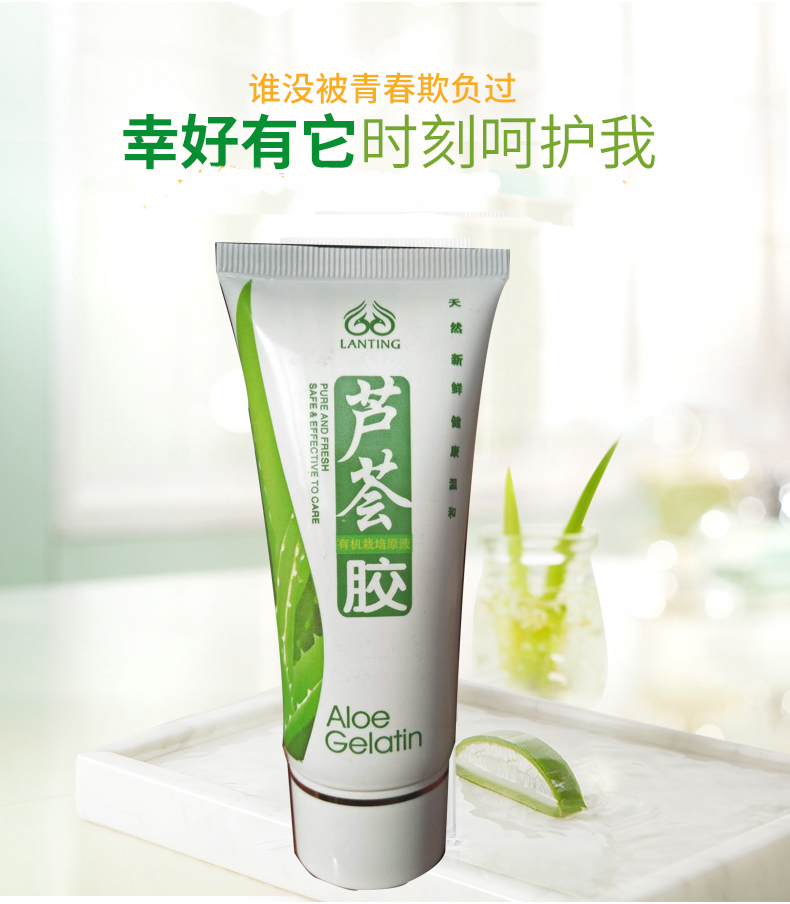 谁没被青春欺负过
幸好有它时刻呵护我
LANTING
天然新鲜健康温和
PURE AND FRESH
SAFE & EFFECTIVE TO CARE
芦荟
有机栽培原液
胶
Aloe
Gelatin